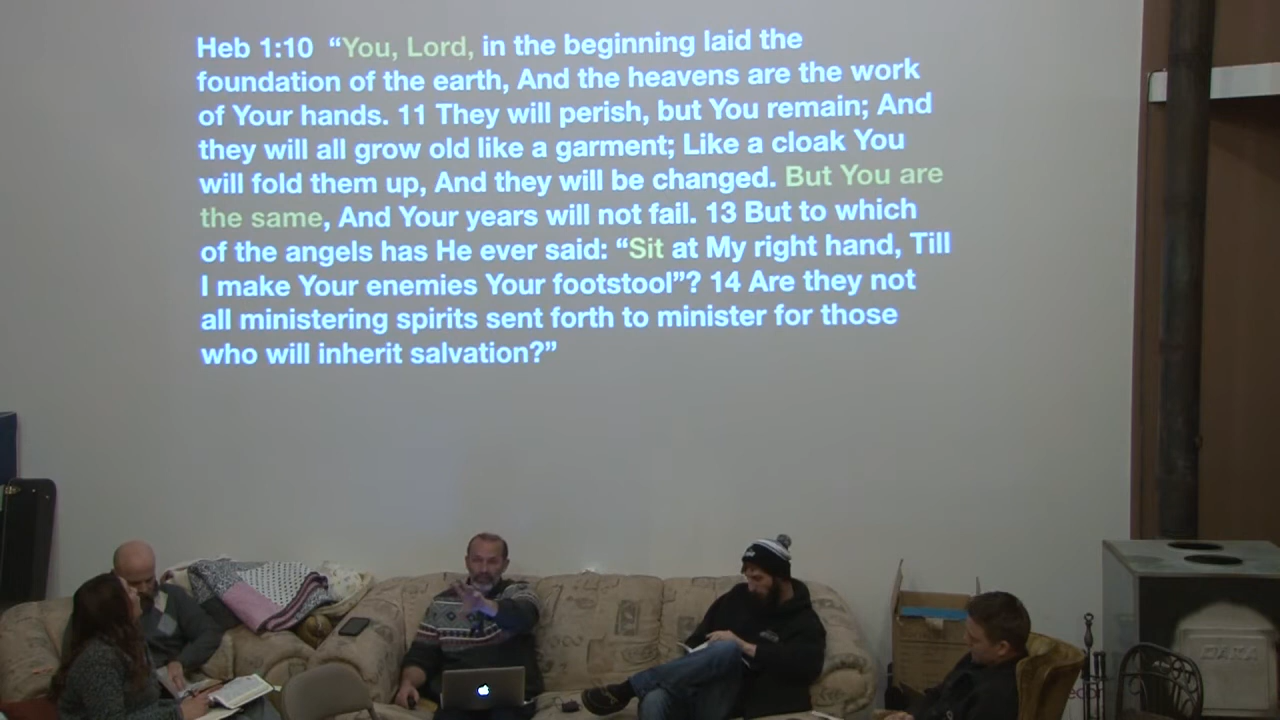 Heb 1:10 “You, Lord, in the beginning laid the
foundation of the earth, And the heavens are the work
of Your hands. 11 They will perish, but You remain; And
they will all grow old like a garment; Like a cloak You
will fold them up, And they will be changed. But You are
the same, And Your years will not fail. 13 But to which
of the angels has He ever said: “Sit at My right hand, Till
I make Your enemies Your footstool”? 14 Are they not
all ministering spirits sent forth to minister for those
who will inherit salvation?”